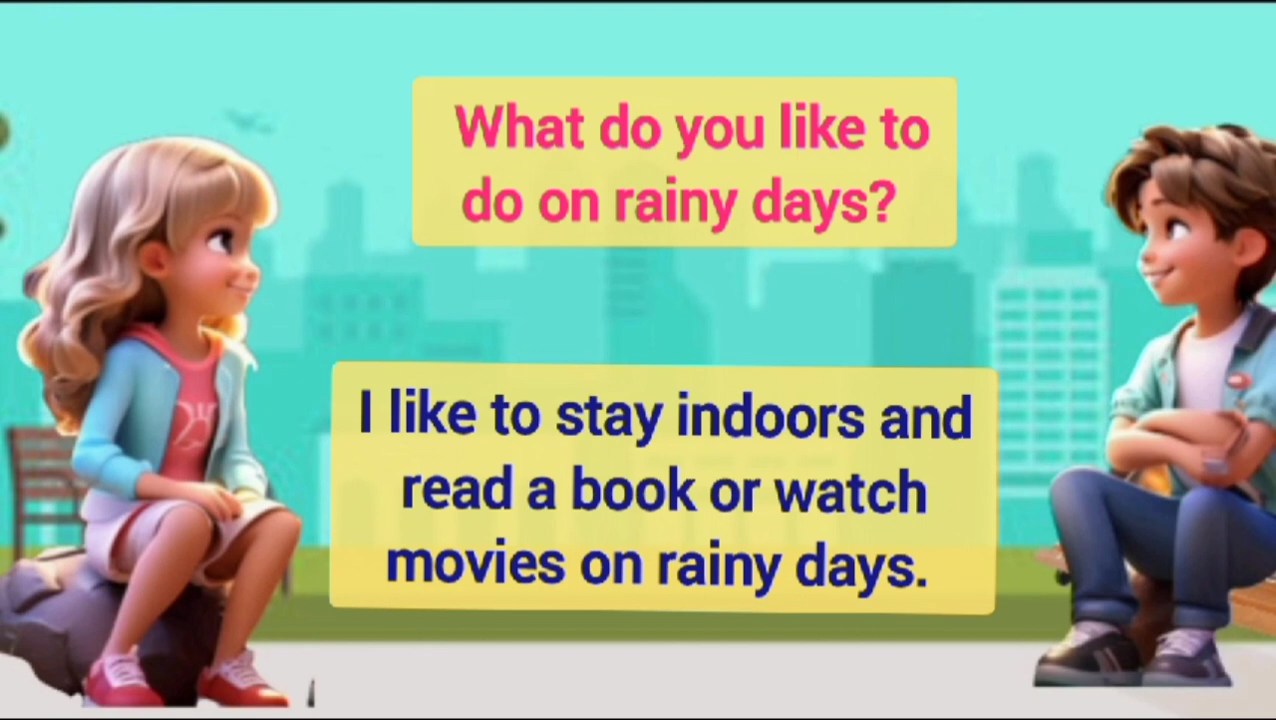 What do you like to
do on rainy days?
I like to stay indoors and
read a book or watch
movies on rainy days.